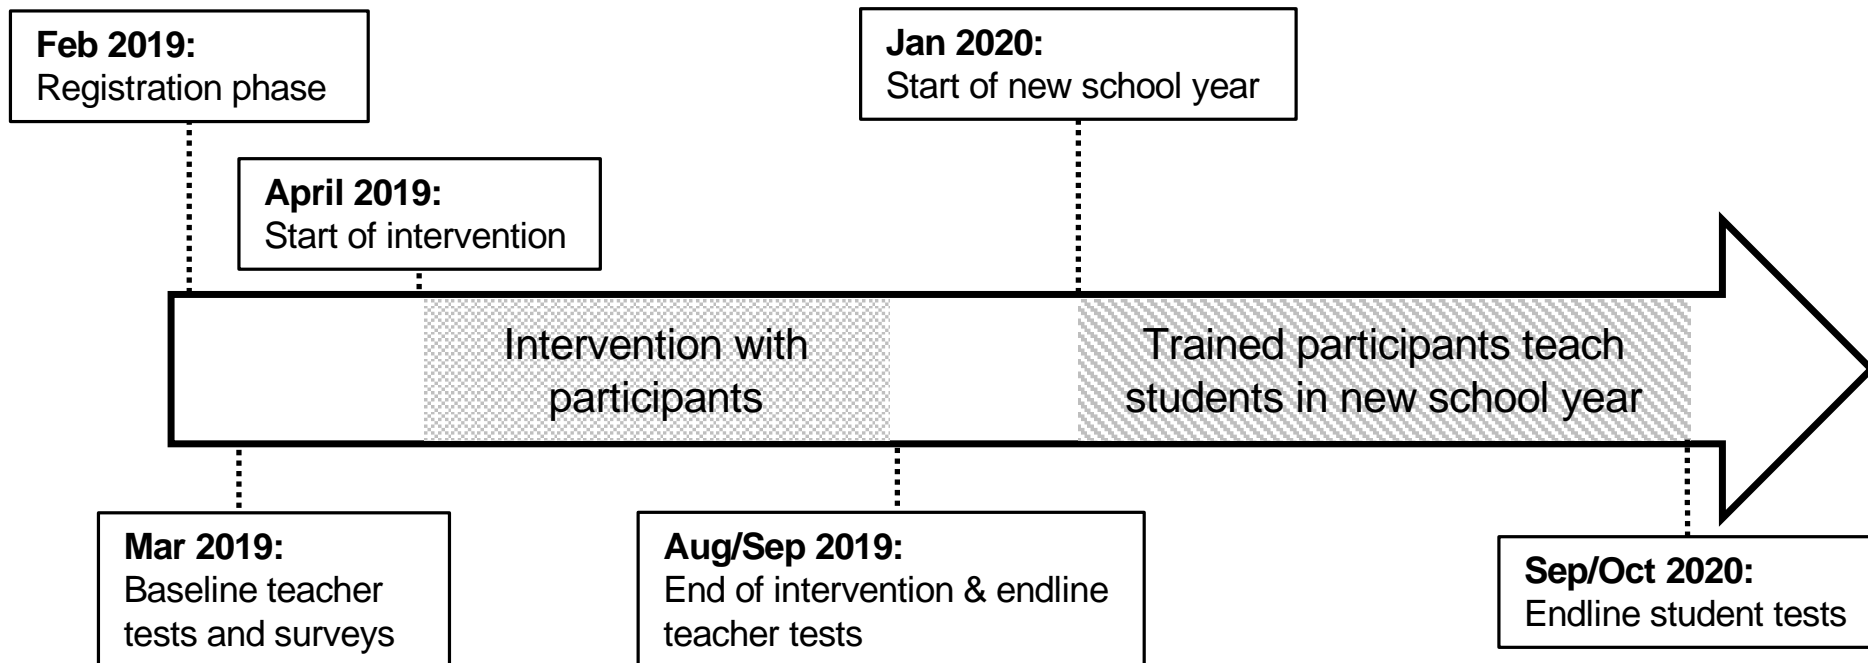 Feb 2019:
Registration phase
Jan 2020:
Start of new school year
April 2019:
Start of intervention
Intervention with
participants
Trained participants teach
students in new school year
Mar 2019:
Baseline teacher
tests and surveys
Aug/Sep 2019:
End of intervention & endline
teacher tests
Sep/Oct 2020:
Endline student tests